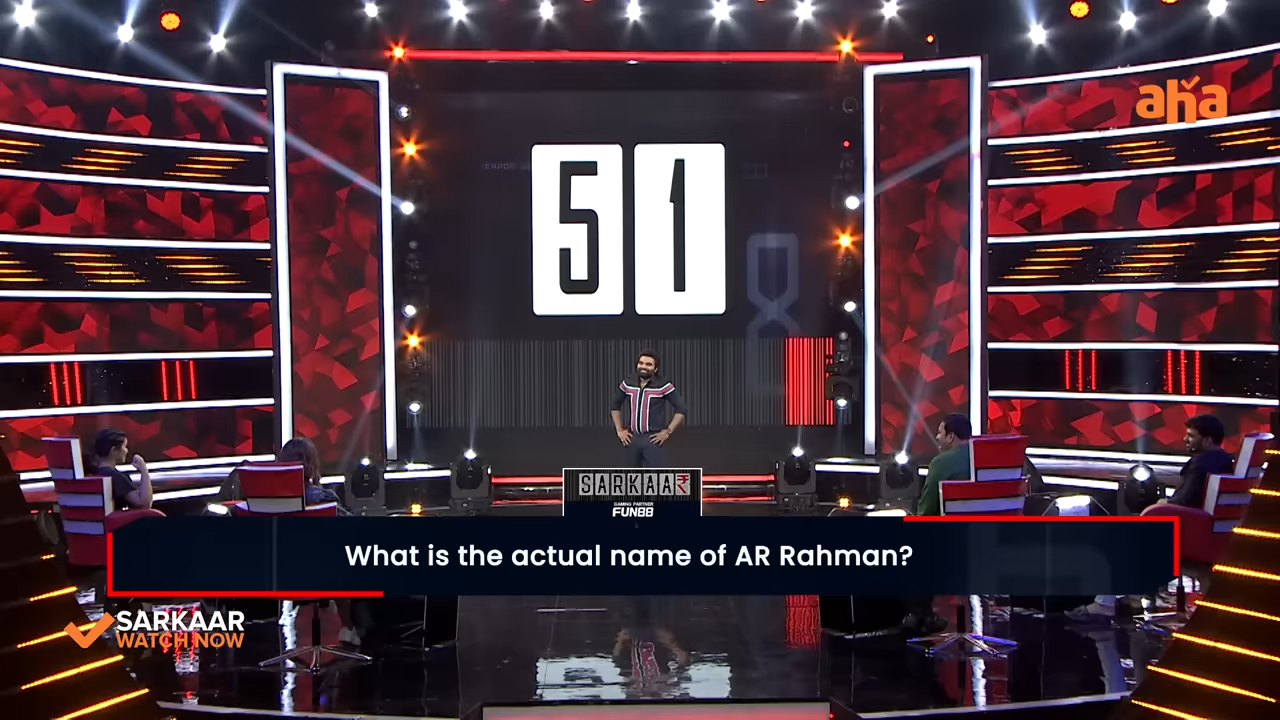 aha
51
SARKAAR
GAMING PARTNER
FUN88
What is the actual name of AR Rahman?
SARKAAR
WATCH NOW